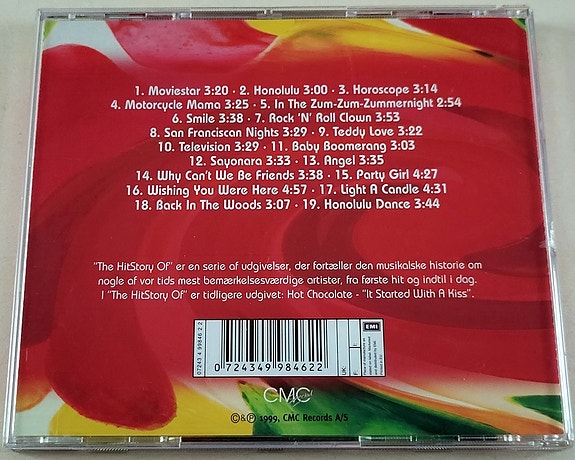 1. Moviestar 3:20 · 2. Honolulu 3:00 · 3. Horoscope 3:14
4. Motorcycle Mama 3:25 · 5. In The Zum-Zum-Zummernight 2:54
6. Smile 3:38 · 7. Rock 'N' Roll Clown 3:53
8. San Franciscan Nights 3:29 · 9. Teddy Love 3:22
10. Television 3:29 · 11. Baby Boomerang 3:03
12. Sayonara 3:33 · 13. Angel 3:35
14. Why Can't We Be Friends 3:38 · 15. Party Girl 4:27
16. Wishing You Were Here 4:57 · 17. Light A Candle 4:31
18. Back In The Woods 3:07 · 19. Honolulu Dance 3:44
"The HitStory Of" er en serie af udgivelser, der fortæller den musikalske historie om
nogle af vor tids mest bemærkelsesværdige artister, fra første hit og indtil i dag.
I "The HitStory Of" er tidligere udgivet: Hot Chocolate - "It Started With A Kiss".
07243 4 99846 2 2
0 724349 984622
UK:
F:
EMI
CMC
©&℗ 1999, CMC Records A/S